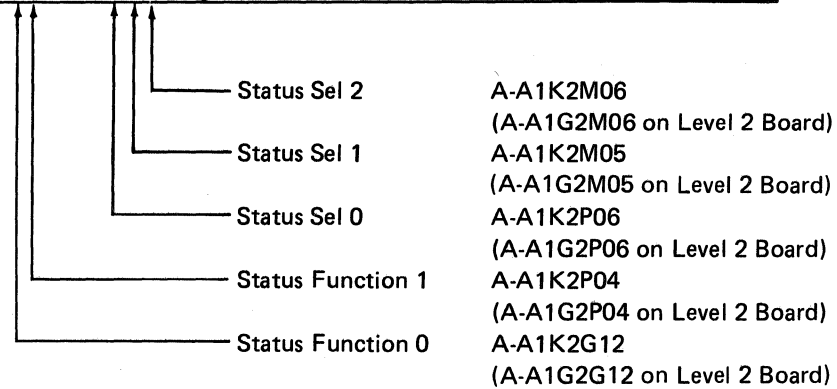 Status Sel 2 A-A1K2M06
(A-A1G2M06 on Level 2 Board)
Status Sel 1 A-A1K2M05
(A-A1G2M05 on Level 2 Board)
Status Sel 0 A-A1K2P06
(A-A1G2P06 on Level 2 Board)
Status Function 1 A-A1K2P04
(A-A1G2P04 on Level 2 Board)
Status Function 0 A-A1K2G12
(A-A1G2G12 on Level 2 Board)